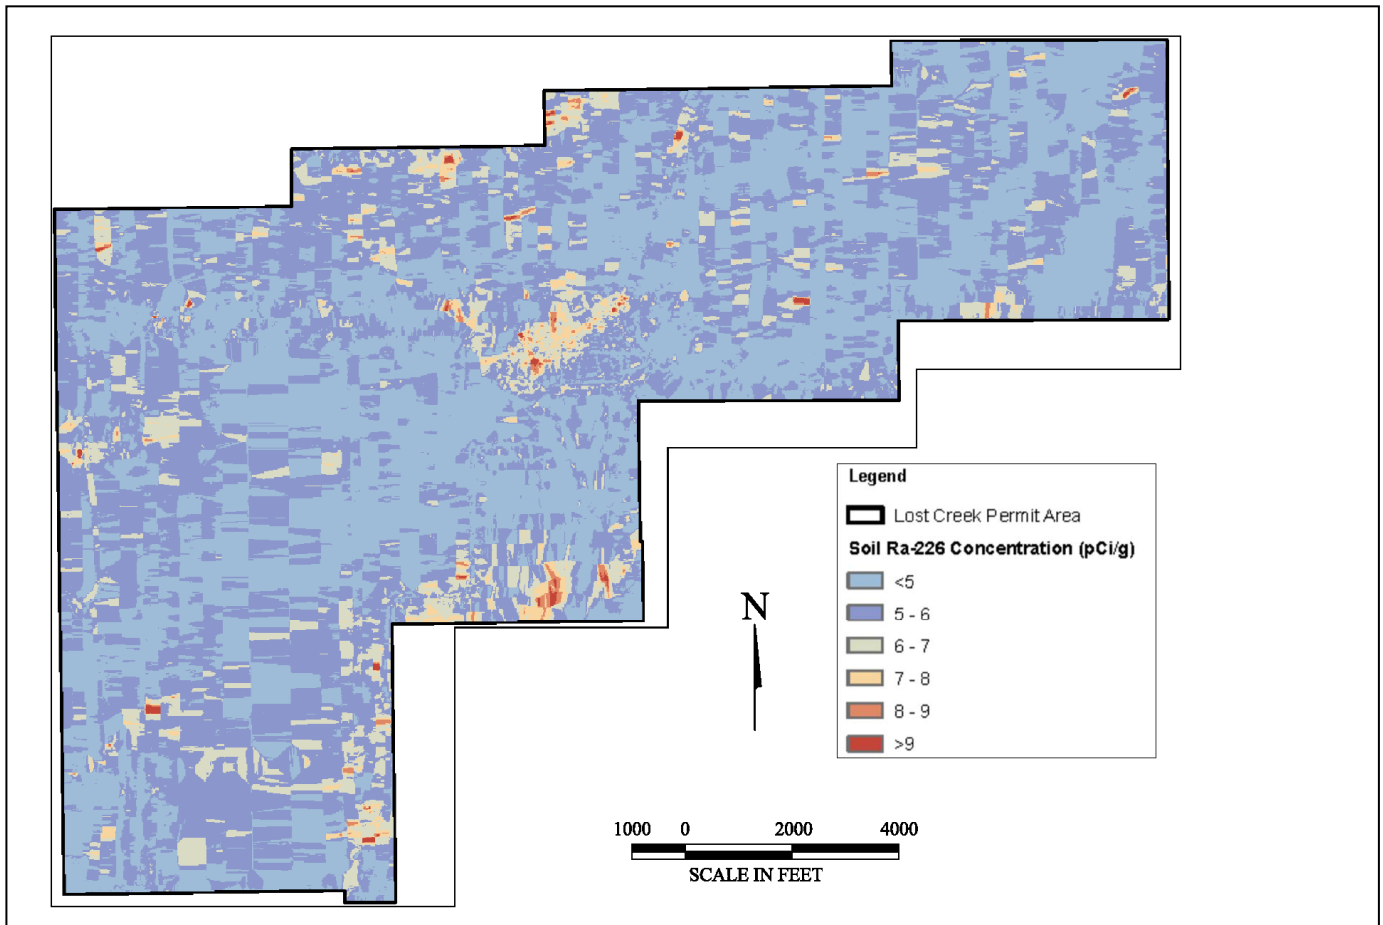 Legend
Lost Creek Permit Area
Soil Ra-226 Concentration (pCi/g)
<5
5 - 6
6 - 7
7 - 8
8 - 9
>9
N
1000 0 2000 4000
SCALE IN FEET